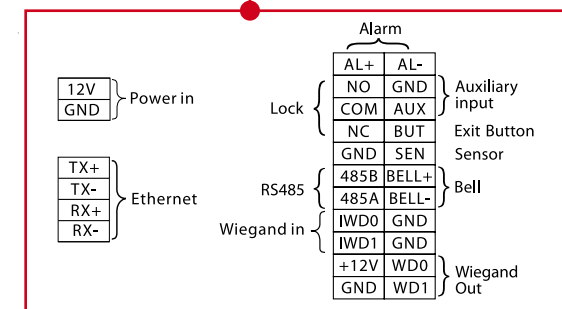 Alarm
AL+ AL-
12V
GND
Power in
Lock
NO GND
COM AUX
NC BUT
Auxiliary
input
Exit Button
GND SEN
Sensor
TX+
TX-
RX+
RX-
Ethernet
RS485
485B BELL+
485A BELL-
Bell
Wiegand in
IWD0 GND
IWD1 GND
+12V WD0
GND WD1
Wiegand
Out